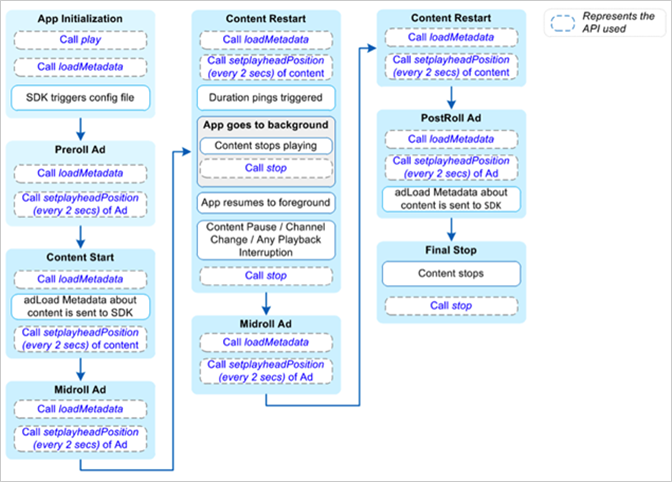 App Initialization
Call play
Call loadMetadata
SDK triggers config file
Preroll Ad
Call loadMetadata
Call setplayheadPosition
(every 2 secs) of Ad
Content Start
Call loadMetadata
adLoad Metadata about
content is sent to SDK
Call setplayheadPosition
(every 2 secs) of content
Midroll Ad
Call loadMetadata
Call setplayheadPosition
(every 2 secs) of Ad
Content Restart
Call loadMetadata
Call setplayheadPosition
(every 2 secs) of content
Duration pings triggered
App goes to background
Content stops playing
Call stop
App resumes to foreground
Content Pause / Channel
Change / Any Playback
Interruption
Call stop
Midroll Ad
Call loadMetadata
Call setplayheadPosition
(every 2 secs) of Ad
Content Restart
Call loadMetadata
Call setplayheadPosition
(every 2 secs) of content
PostRoll Ad
Call loadMetadata
Call setplayheadPosition
(every 2 secs) of Ad
adLoad Metadata about
content is sent to SDK
Final Stop
Content stops
Call stop
Represents the
API used